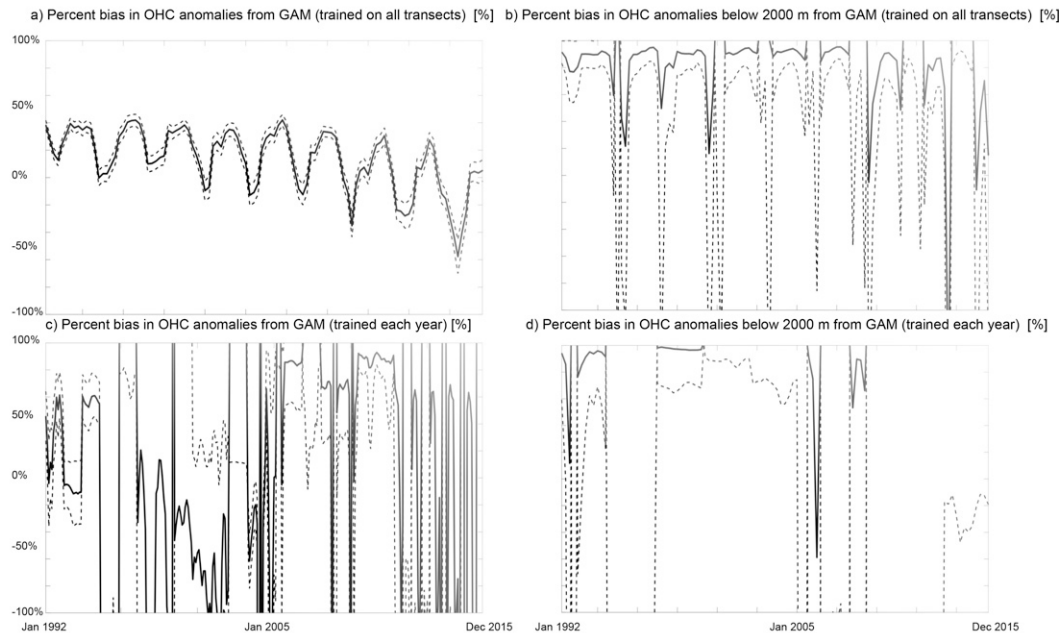 a) Percent bias in OHC anomalies from GAM (trained on all transects) [%]
b) Percent bias in OHC anomalies below 2000 m from GAM (trained on all transects) [%]
100%
50%
0%
-50%
-100%
c) Percent bias in OHC anomalies from GAM (trained each year) [%]
d) Percent bias in OHC anomalies below 2000 m from GAM (trained each year) [%]
100%
50%
0%
-50%
-100%
Jan 1992
Jan 2005
Dec 2015
Jan 1992
Jan 2005
Dec 2015